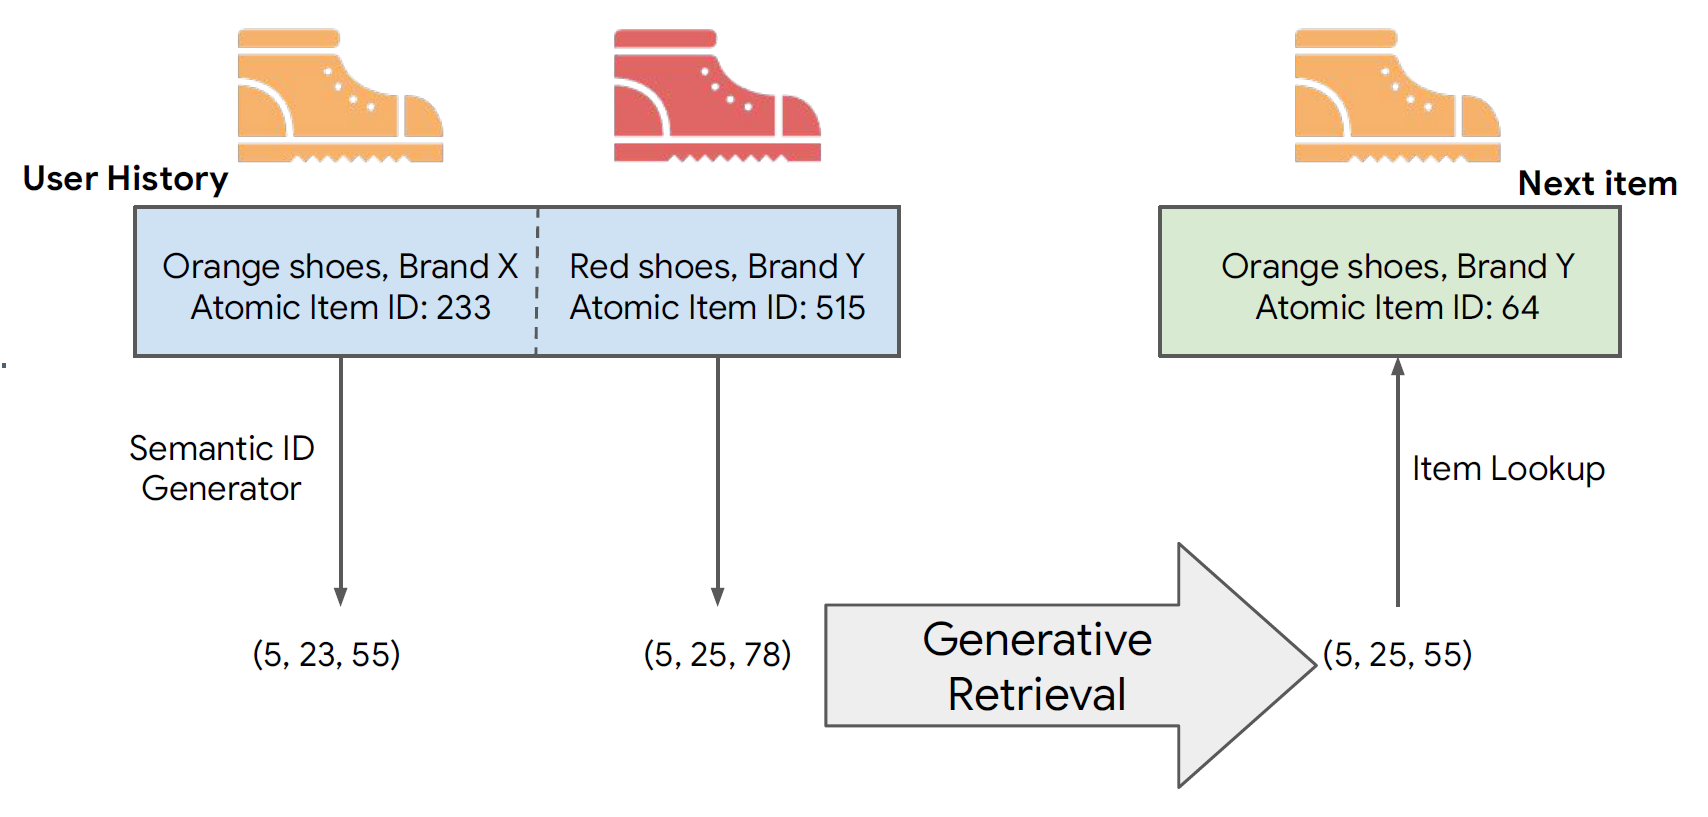 User History
Next item
Orange shoes, Brand X
Atomic Item ID: 233
Red shoes, Brand Y
Atomic Item ID: 515
Orange shoes, Brand Y
Atomic Item ID: 64
Semantic ID
Generator
Item Lookup
(5, 23, 55)
(5, 25, 78)
Generative
Retrieval
(5, 25, 55)